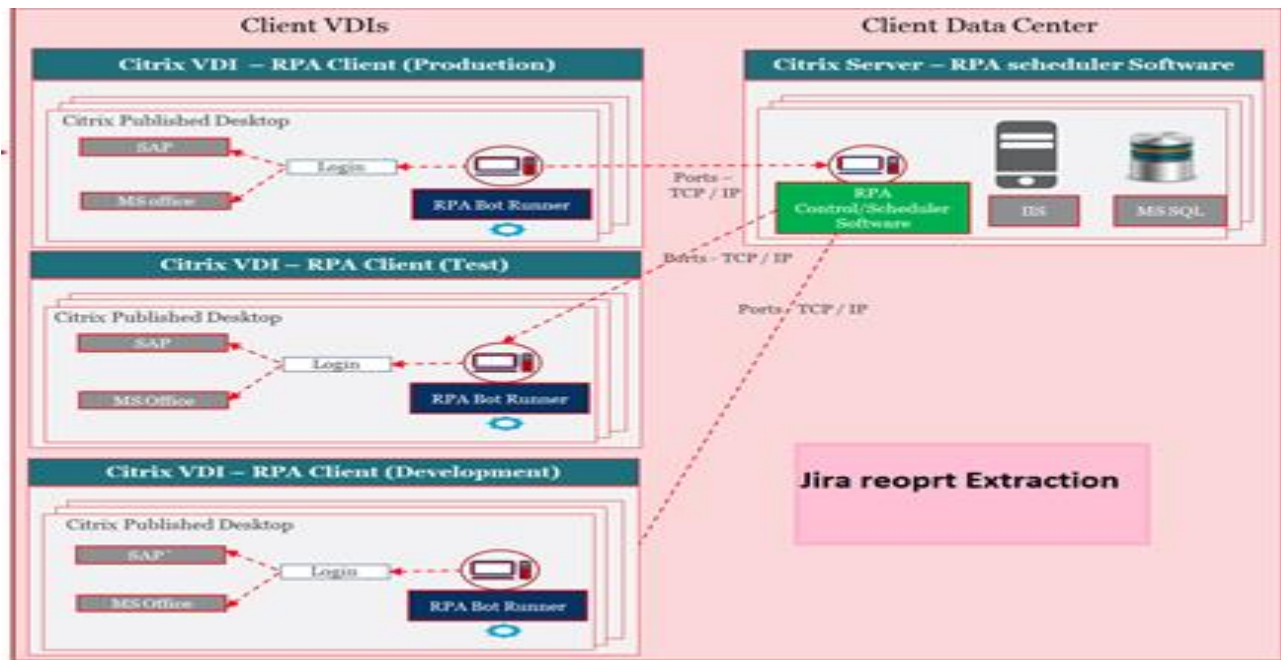 Client VDIs
Client Data Center
Citrix VDI – RPA Client (Production)
Citrix Published Desktop
SAP
Login
MS office
RPA Bot Runner
Ports –
TCP / IP
Citrix Server – RPA scheduler Software
RPA
Control/Scheduler
Software
IIS
MS SQL
Citrix VDI – RPA Client (Test)
Citrix Published Desktop
SAP
Login
MS Office
RPA Bot Runner
- TCP / IP
Ports - TCP / IP
Citrix VDI – RPA Client (Development)
Citrix Published Desktop
SAP`
Login
MS Office
RPA Bot Runner
Jira reoprt Extraction